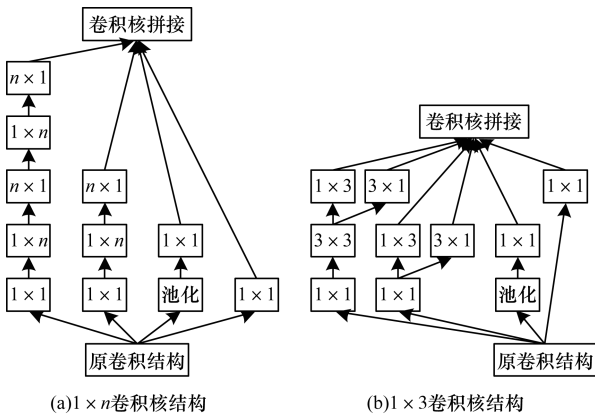 卷积核拼接
n × 1
1 × n
n × 1
n × 1
1 × n
1 × n
1 × 1
1 × 1
1 × 1
池化
1 × 1
原卷积结构
(a)1 × n卷积核结构
卷积核拼接
1 × 3
3 × 1
1 × 1
3 × 3
1 × 3
3 × 1
1 × 1
1 × 1
1 × 1
池化
原卷积结构
(b)1 × 3卷积核结构